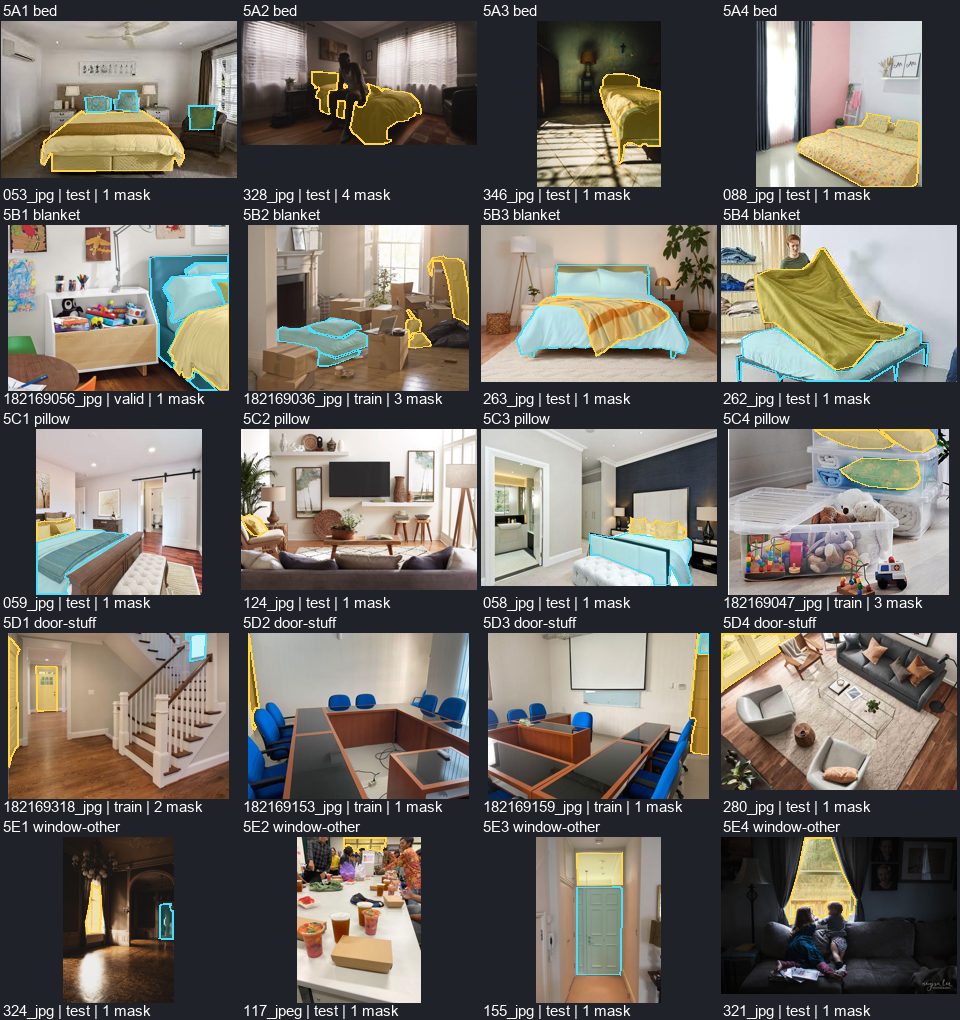 5A1 bed
5A2 bed
5A3 bed
5A4 bed
053_jpg | test | 1 mask
328_jpg | test | 4 mask
346_jpg | test | 1 mask
088_jpg | test | 1 mask
5B1 blanket
5B2 blanket
5B3 blanket
5B4 blanket
182169056_jpg | valid | 1 mask
182169036_jpg | train | 3 mask
263_jpg | test | 1 mask
262_jpg | test | 1 mask
5C1 pillow
5C2 pillow
5C3 pillow
5C4 pillow
059_jpg | test | 1 mask
124_jpg | test | 1 mask
058_jpg | test | 1 mask
182169047_jpg | train | 3 mask
5D1 door-stuff
5D2 door-stuff
5D3 door-stuff
5D4 door-stuff
182169318_jpg | train | 2 mask
182169153_jpg | train | 1 mask
182169159_jpg | train | 1 mask
280_jpg | test | 1 mask
5E1 window-other
5E2 window-other
5E3 window-other
5E4 window-other
324_jpg | test | 1 mask
117_jpeg | test | 1 mask
155_jpg | test | 1 mask
321_jpg | test | 1 mask